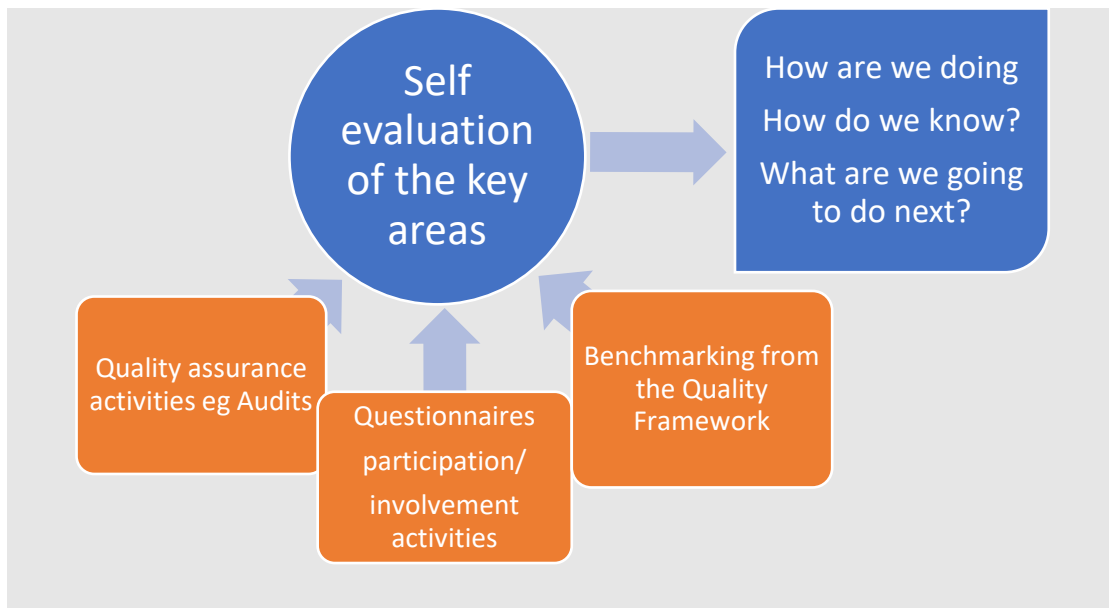 Self
evaluation
of the key
areas
How are we doing
How do we know?
What are we going
to do next?
Quality assurance
activities eg Audits
Questionnaires
participation/
involvement
activities
Benchmarking from
the Quality
Framework